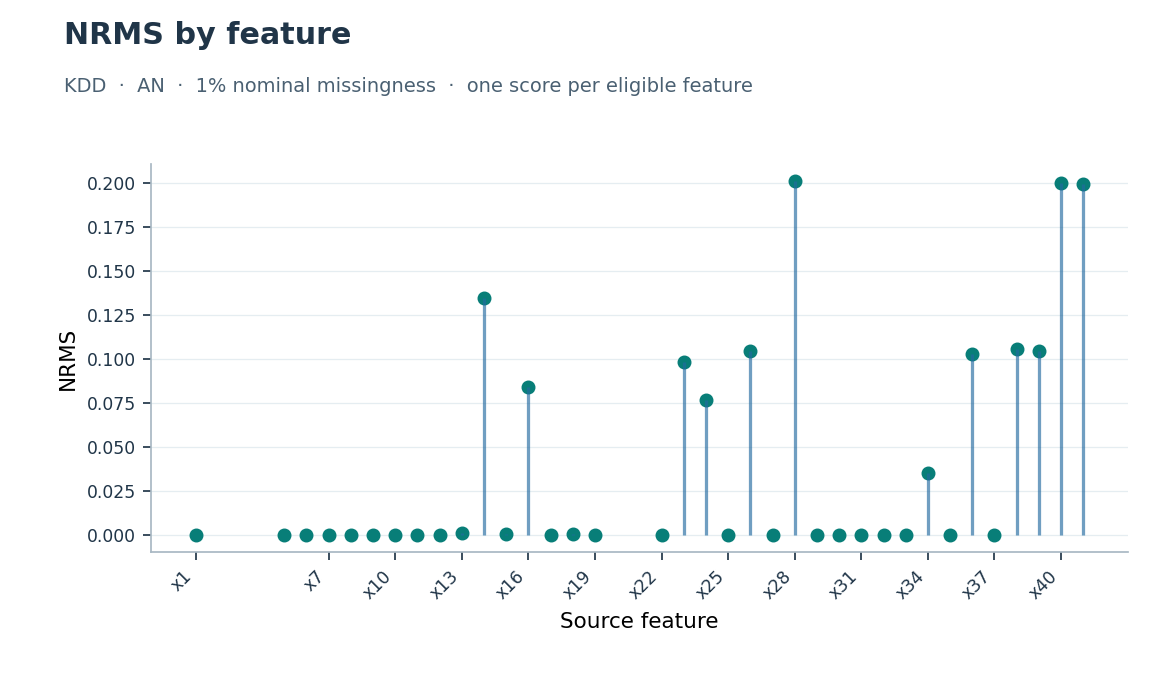 NRMS by feature
KDD · AN · 1% nominal missingness · one score per eligible feature
NRMS
0.200
0.175
0.150
0.125
0.100
0.075
0.050
0.025
0.000
x1 x7 x10 x13 x16 x19 x22 x25 x28 x31 x34 x37 x40
Source feature